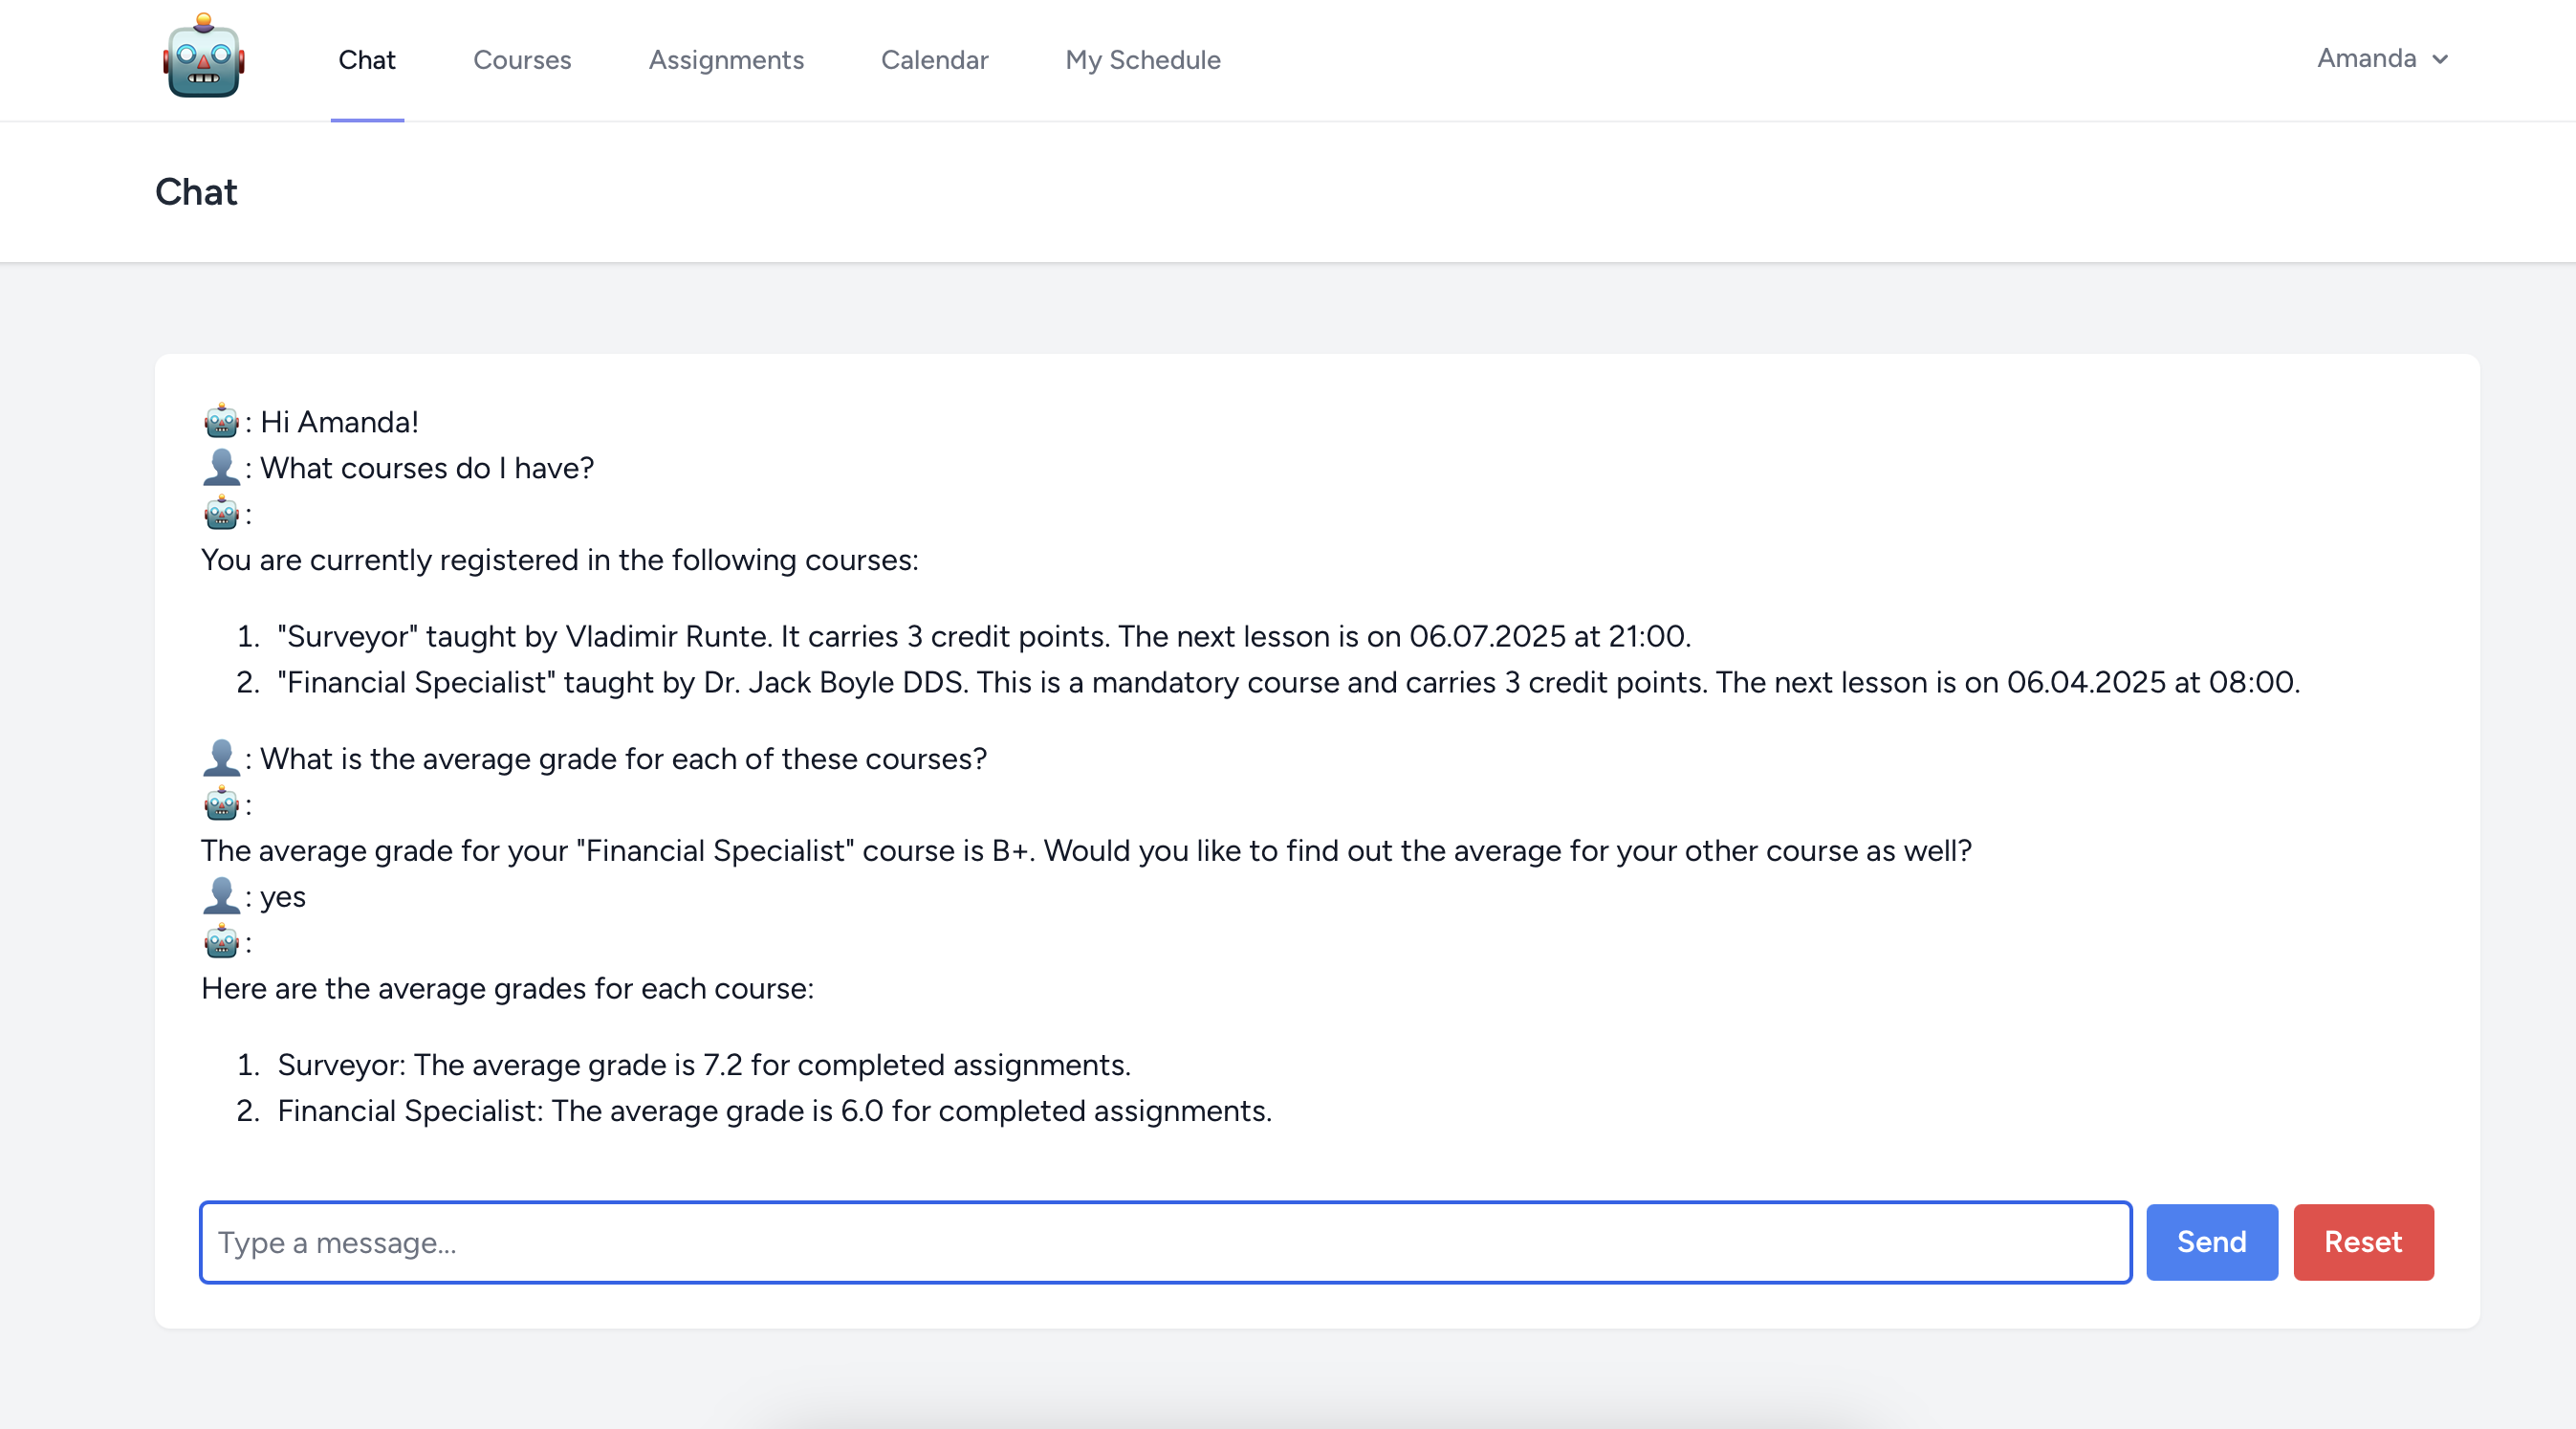 Chat Courses Assignments Calendar My Schedule Amanda
Chat
🤖: Hi Amanda!
👤: What courses do I have?
🤖:
You are currently registered in the following courses:
1. "Surveyor" taught by Vladimir Runte. It carries 3 credit points. The next lesson is on 06.07.2025 at 21:00.
2. "Financial Specialist" taught by Dr. Jack Boyle DDS. This is a mandatory course and carries 3 credit points. The next lesson is on 06.04.2025 at 08:00.
👤: What is the average grade for each of these courses?
🤖:
The average grade for your "Financial Specialist" course is B+. Would you like to find out the average for your other course as well?
👤: yes
🤖:
Here are the average grades for each course:
1. Surveyor: The average grade is 7.2 for completed assignments.
2. Financial Specialist: The average grade is 6.0 for completed assignments.
Type a message... Send Reset